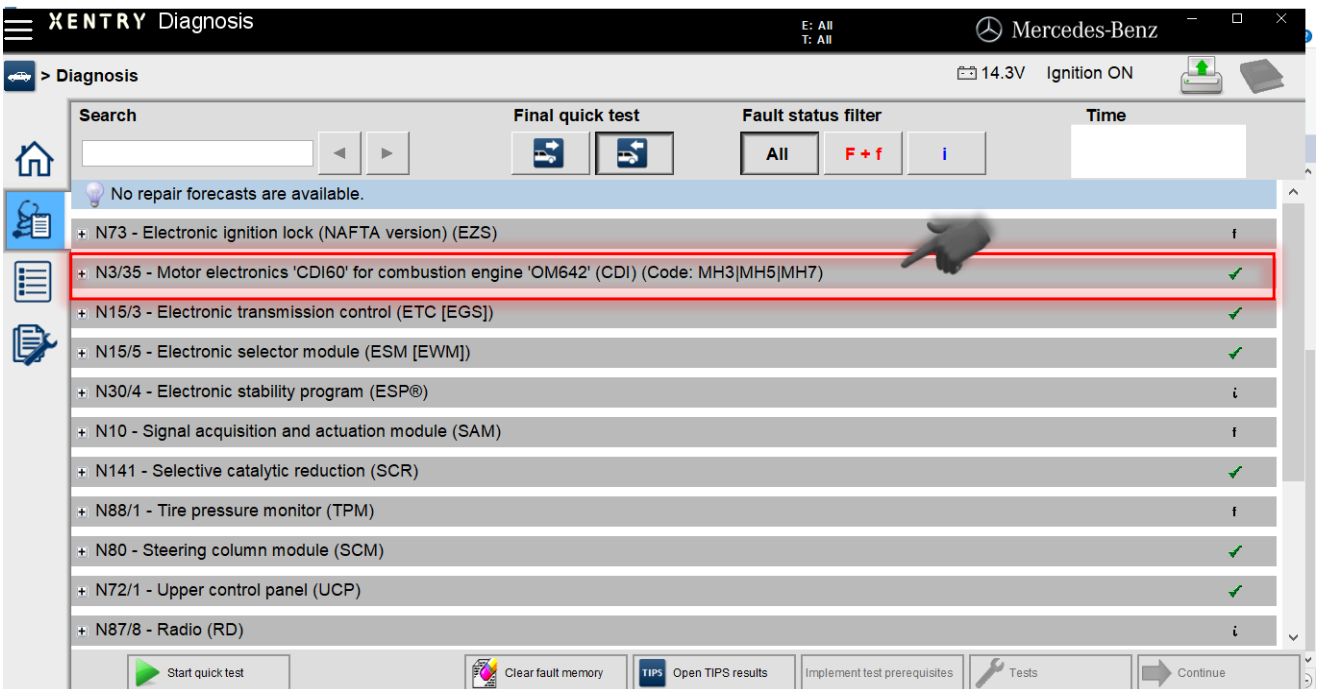 XENTRY Diagnosis
E: All
T: All
Mercedes-Benz
> Diagnosis
14.3V
Ignition ON
Search
Final quick test
Fault status filter
Time
All
F + f
i
No repair forecasts are available.
+ N73 - Electronic ignition lock (NAFTA version) (EZS) f
+ N3/35 - Motor electronics 'CDI60' for combustion engine 'OM642' (CDI) (Code: MH3|MH5|MH7) ✓
+ N15/3 - Electronic transmission control (ETC [EGS]) ✓
+ N15/5 - Electronic selector module (ESM [EWM]) ✓
+ N30/4 - Electronic stability program (ESP®) i
+ N10 - Signal acquisition and actuation module (SAM) f
+ N141 - Selective catalytic reduction (SCR) ✓
+ N88/1 - Tire pressure monitor (TPM) f
+ N80 - Steering column module (SCM) ✓
+ N72/1 - Upper control panel (UCP) ✓
+ N87/8 - Radio (RD) i
Start quick test
Clear fault memory
TIPS Open TIPS results
Implement test prerequisites
Tests
Continue